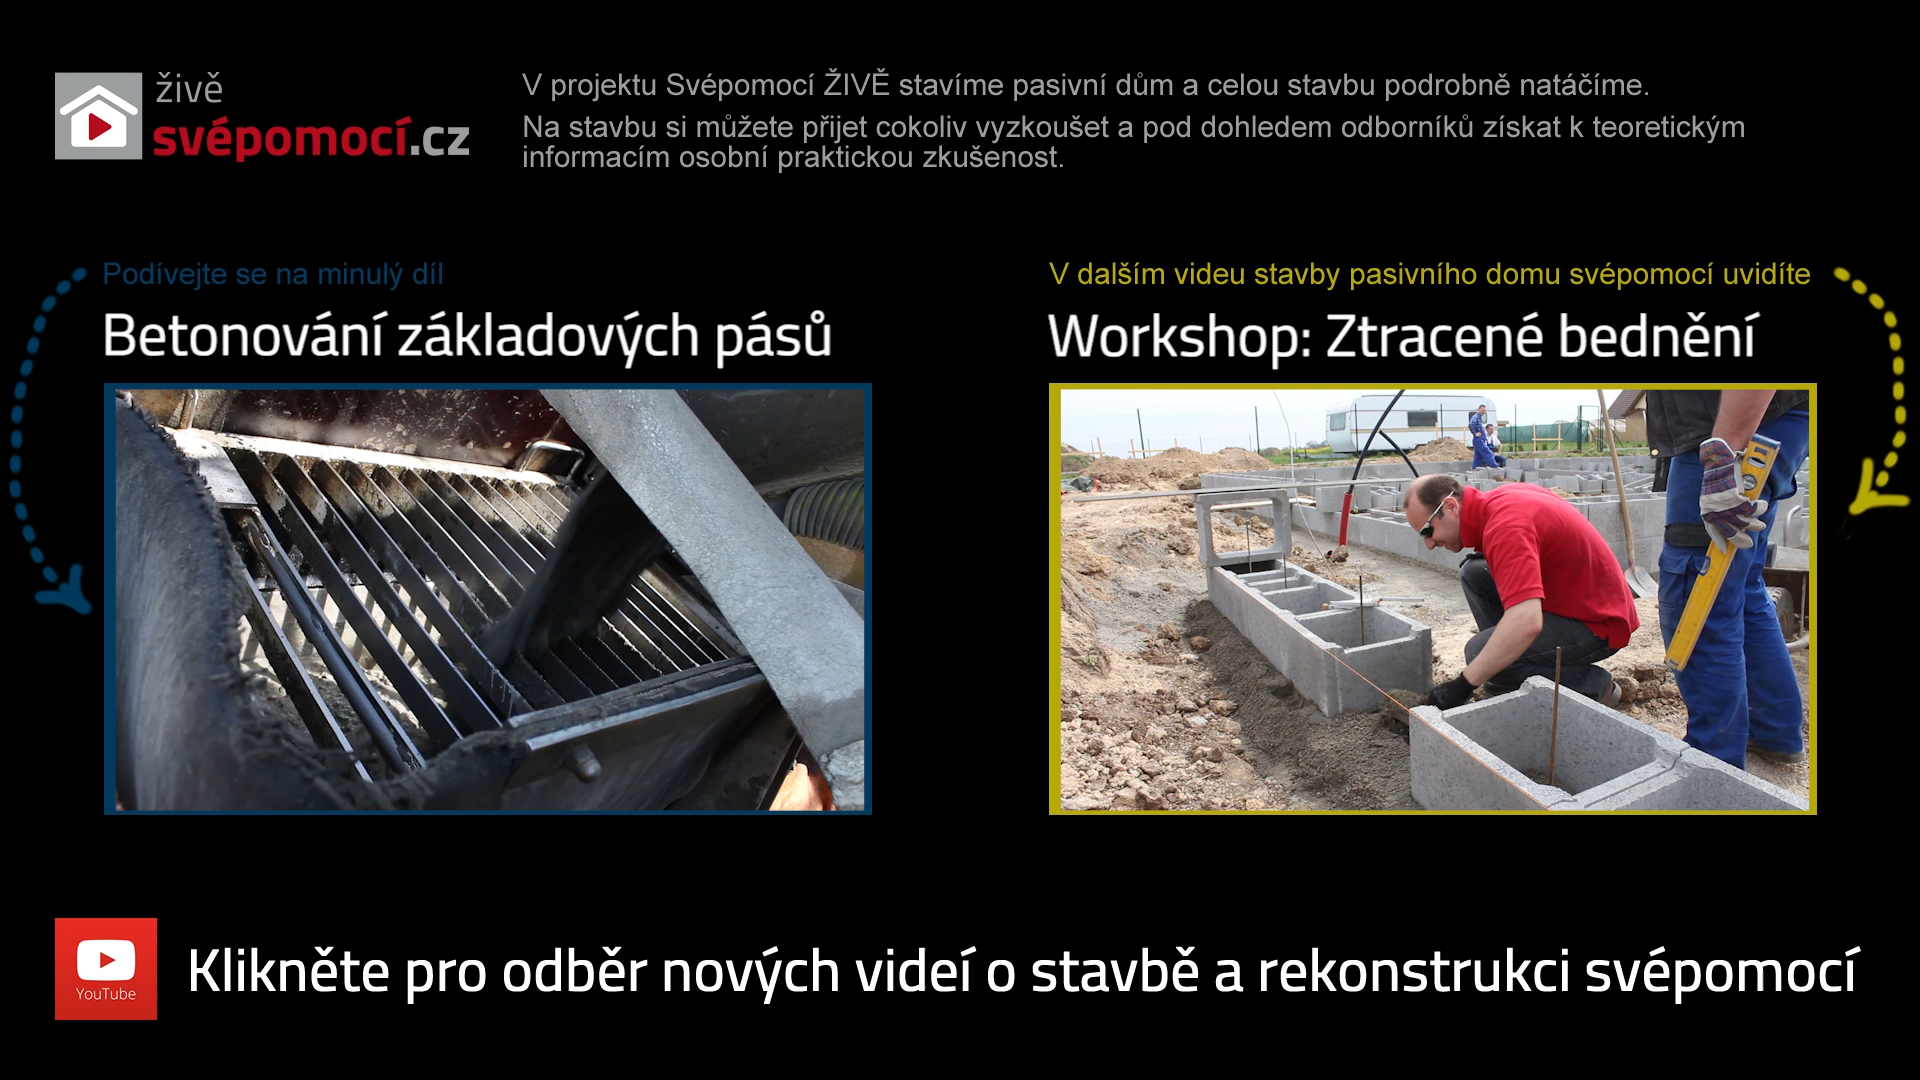 živě
svépomocí.cz
V projektu Svépomocí ŽIVĚ stavíme pasivní dům a celou stavbu podrobně natáčíme.
Na stavbu si můžete přijet cokoliv vyzkoušet a pod dohledem odborníků získat k teoretickým
informacím osobní praktickou zkušenost.
Podívejte se na minulý díl
Betonování základových pásů
V dalším videu stavby pasivního domu svépomocí uvidíte
Workshop: Ztracené bednění
YouTube
Klikněte pro odběr nových videí o stavbě a rekonstrukci svépomocí